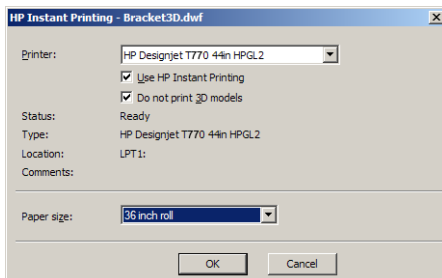 HP Instant Printing - Bracket3D.dwf
Printer: HP Designjet T770 44in HPGL2
Use HP Instant Printing
Do not print 3D models
Status: Ready
Type: HP Designjet T770 44in HPGL2
Location: LPT1:
Comments:
Paper size: 36 inch roll
OK Cancel